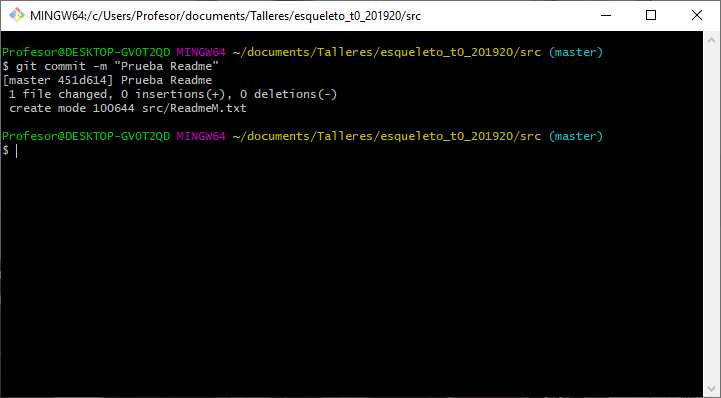 MINGW64:/c/Users/Profesor/documents/Talleres/esqueleto_t0_201920/src
Profesor@DESKTOP-GVOT2QD MINGW64 ~/documents/Talleres/esqueleto_t0_201920/src (master)
$ git commit -m "Prueba Readme"
[master 451d614] Prueba Readme
 1 file changed, 0 insertions(+), 0 deletions(-)
 create mode 100644 src/ReadmeM.txt
Profesor@DESKTOP-GVOT2QD MINGW64 ~/documents/Talleres/esqueleto_t0_201920/src (master)
$